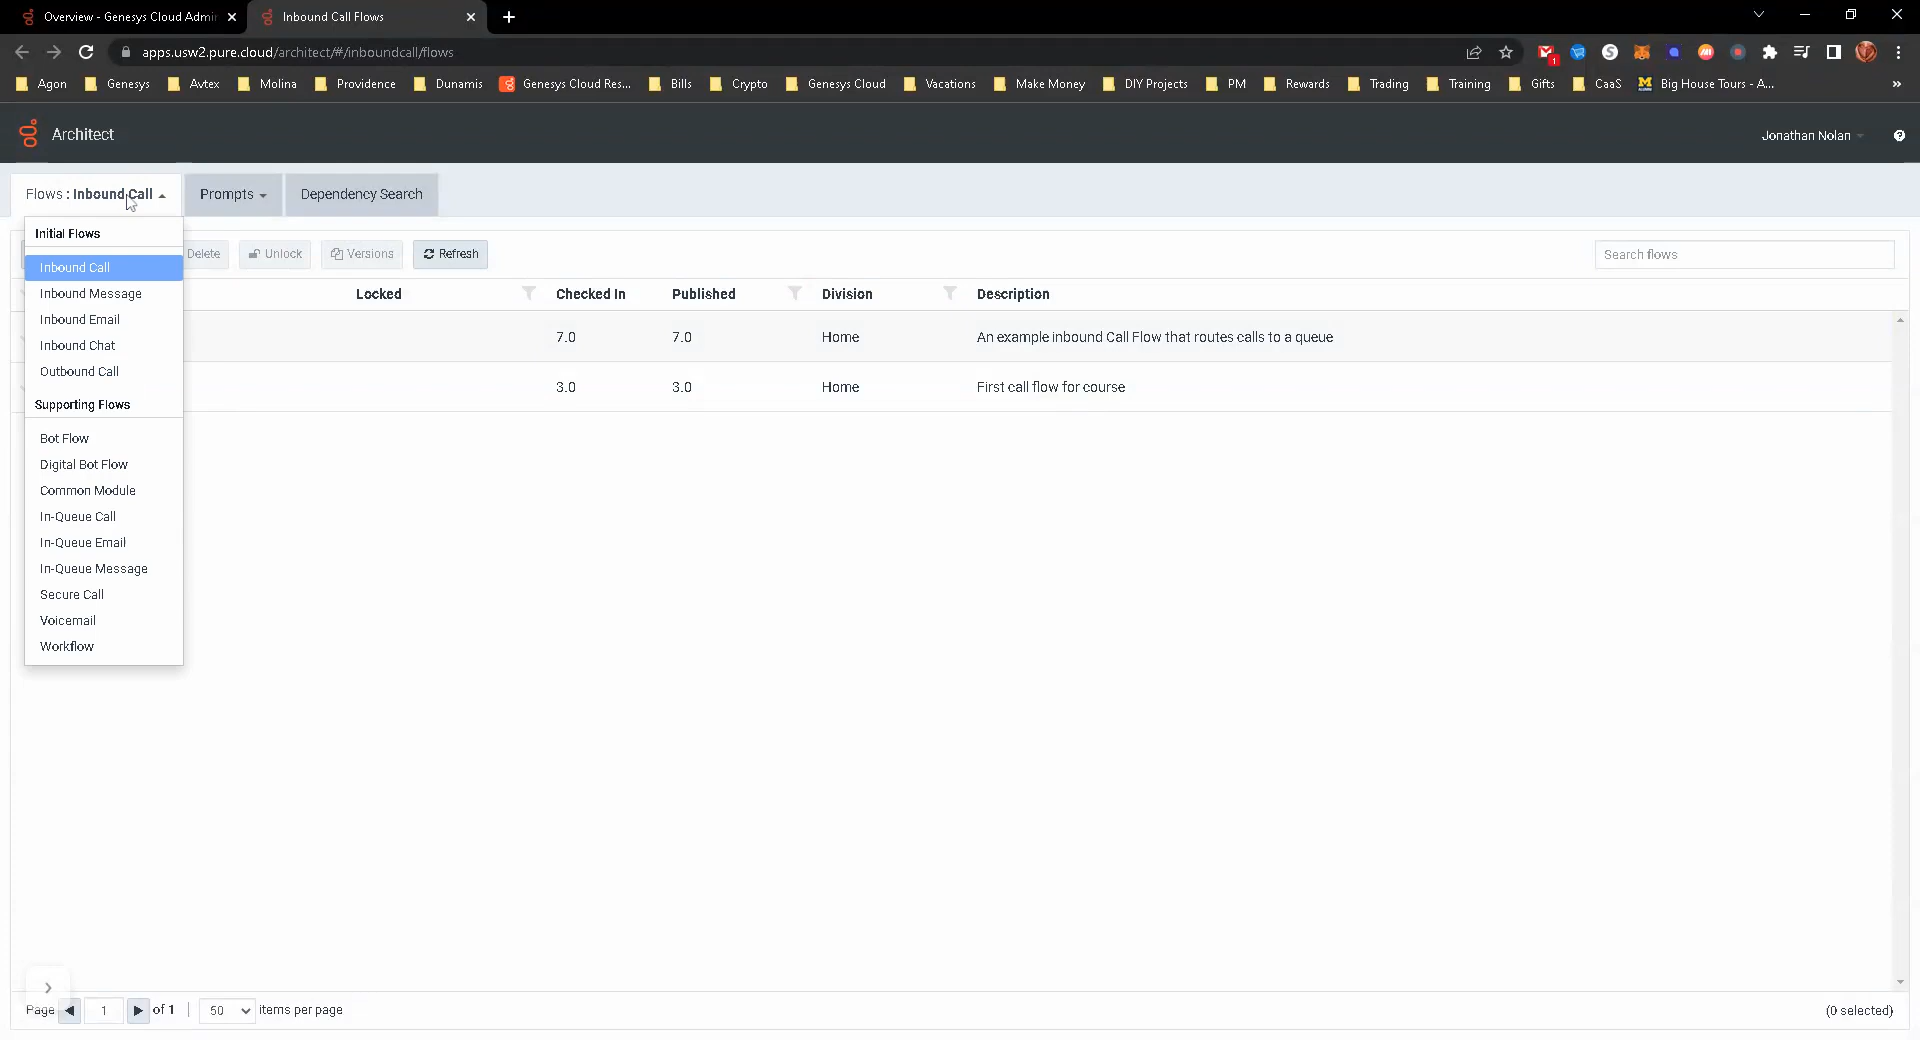 Overview - Genesys Cloud Admi
Inbound Call Flows
apps.usw2.pure.cloud/architect/#/inboundcall/flows
1
Agon
Genesys
Avtex
Molina
Providence
Dunamis
Genesys Cloud Res...
Bills
Crypto
Genesys Cloud
Vacations
Make Money
DIY Projects
PM
Rewards
Trading
Training
Gifts
CaaS
Big House Tours - A...
»
Architect
Jonathan Nolan
Flows : Inbound Call
Prompts
Dependency Search
Initial Flows
Inbound Call
Inbound Message
Inbound Email
Inbound Chat
Outbound Call
Supporting Flows
Bot Flow
Digital Bot Flow
Common Module
In-Queue Call
In-Queue Email
In-Queue Message
Secure Call
Voicemail
Workflow
Delete
Unlock
Versions
Refresh
Search flows
Locked
Checked In
Published
Division
Description
7.0
7.0
Home
An example inbound Call Flow that routes calls to a queue
3.0
3.0
Home
First call flow for course
Page
1
of 1
50
items per page
(0 selected)